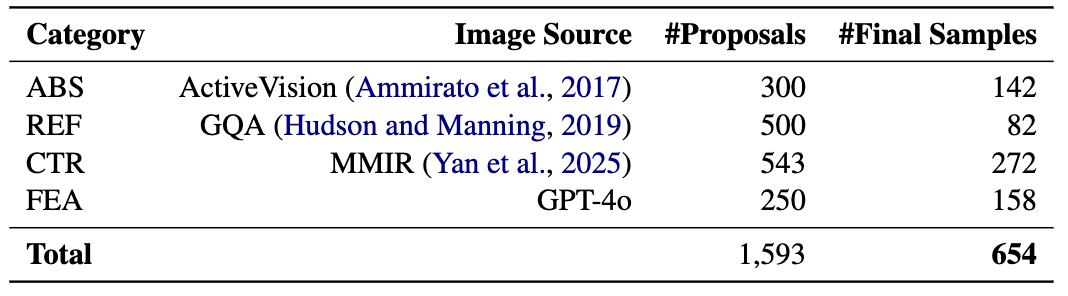 Category Image Source #Proposals #Final Samples
ABS ActiveVision (Ammirato et al., 2017) 300 142
REF GQA (Hudson and Manning, 2019) 500 82
CTR MMIR (Yan et al., 2025) 543 272
FEA GPT-4o 250 158
Total 1,593 654